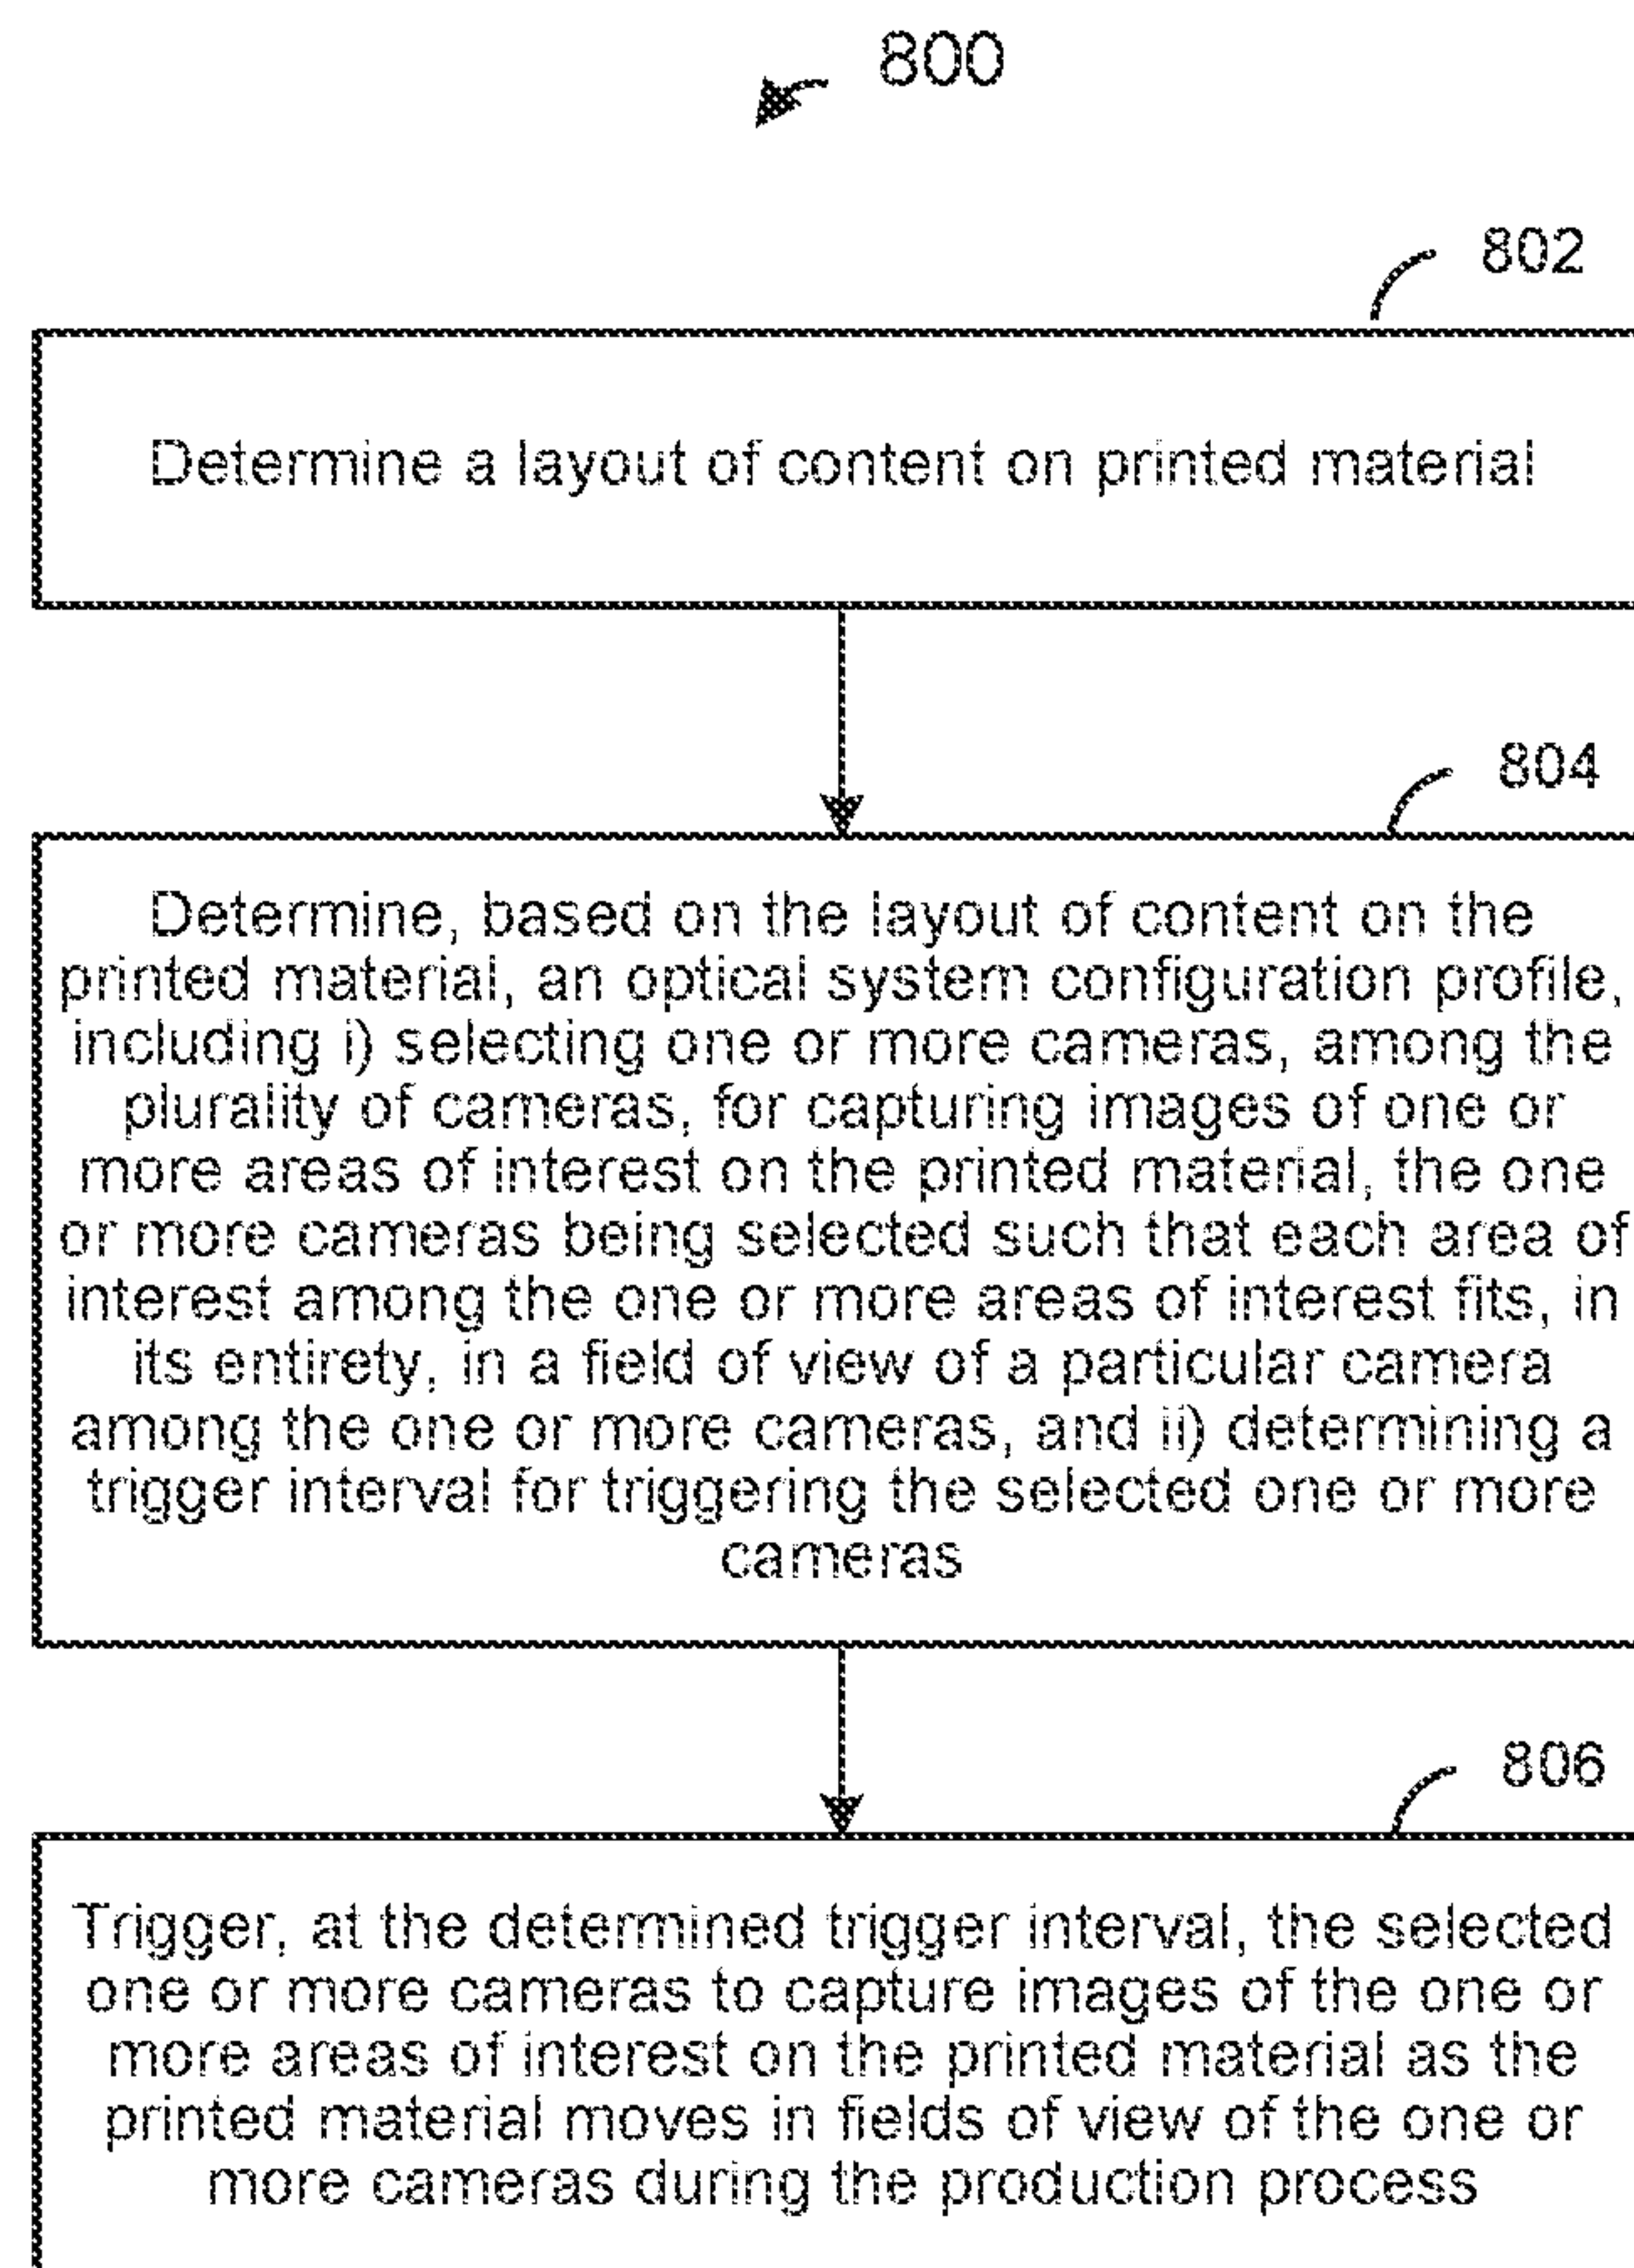 800
802
Determine a layout of content on printed material
804
Determine, based on the layout of content on the
printed material, an optical system configuration profile,
including i) selecting one or more cameras, among the
plurality of cameras, for capturing images of one or
more areas of interest on the printed material, the one
or more cameras being selected such that each area of
interest among the one or more areas of interest fits, in
its entirety, in a field of view of a particular camera
among the one or more cameras, and ii) determining a
trigger interval for triggering the selected one or more
cameras
806
Trigger, at the determined trigger interval, the selected
one or more cameras to capture images of the one or
more areas of interest on the printed material as the
printed material moves in fields of view of the one or
more cameras during the production process